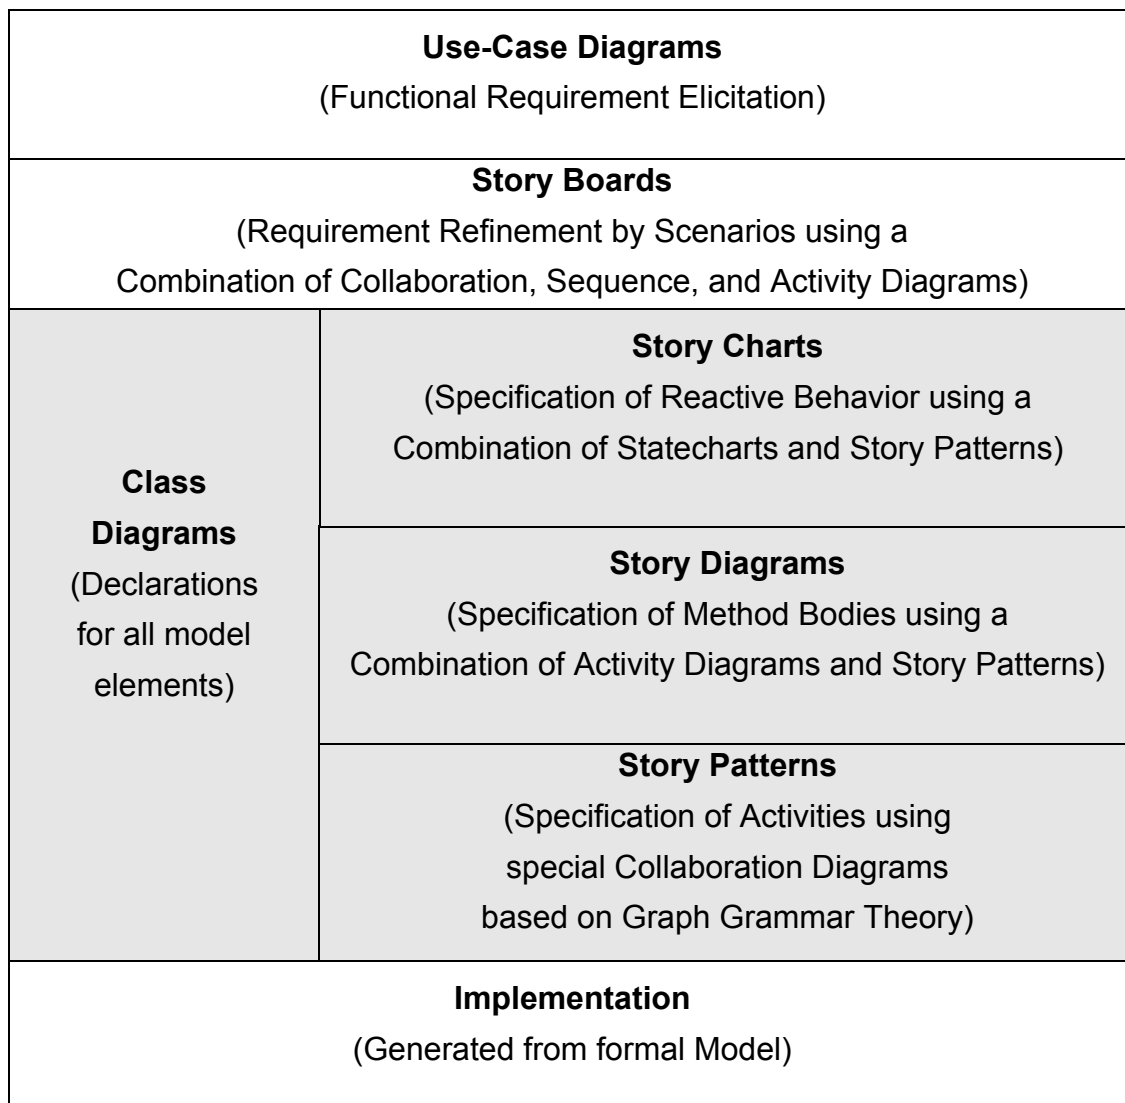 Use-Case Diagrams
(Functional Requirement Elicitation)
Story Boards
(Requirement Refinement by Scenarios using a
Combination of Collaboration, Sequence, and Activity Diagrams)
Class
Diagrams
(Declarations
for all model
elements)
Story Charts
(Specification of Reactive Behavior using a
Combination of Statecharts and Story Patterns)
Story Diagrams
(Specification of Method Bodies using a
Combination of Activity Diagrams and Story Patterns)
Story Patterns
(Specification of Activities using
special Collaboration Diagrams
based on Graph Grammar Theory)
Implementation
(Generated from formal Model)